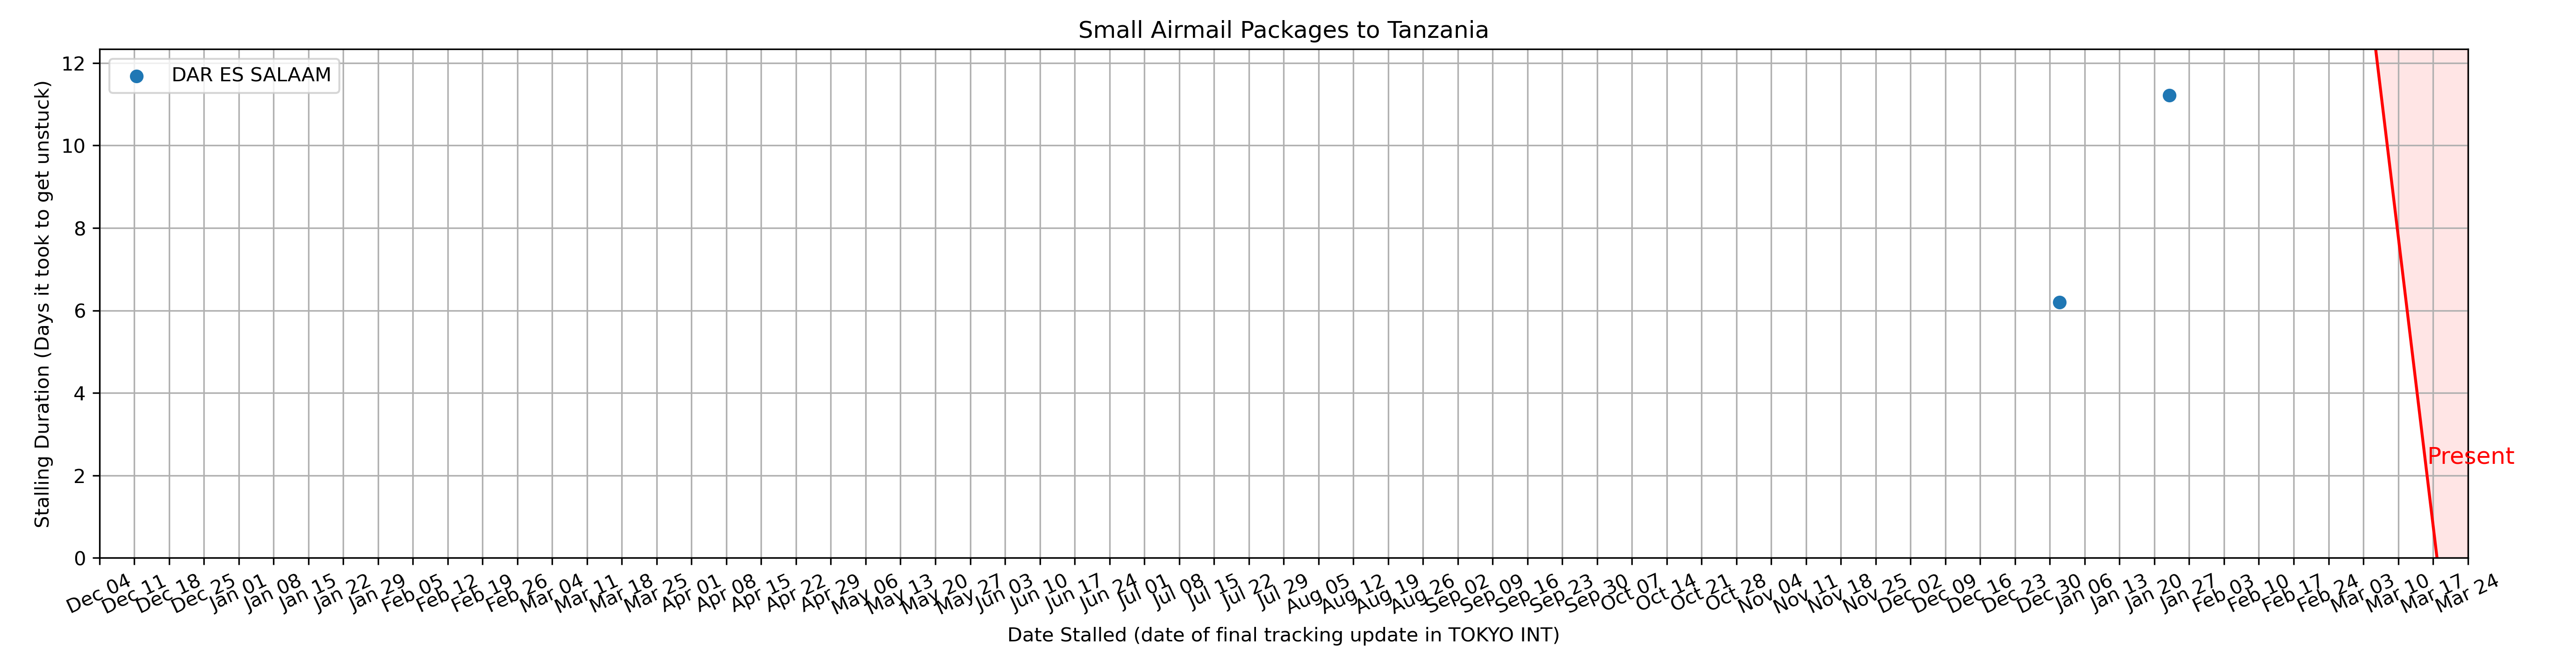 Small Airmail Packages to Tanzania
DAR ES SALAAM
Stalling Duration (Days it took to get unstuck)
12
10
8
6
4
2
0
Present
Dec 04
Dec 11
Dec 18
Dec 25
Jan 01
Jan 08
Jan 15
Jan 22
Jan 29
Feb 05
Feb 12
Feb 19
Feb 26
Mar 04
Mar 11
Mar 18
Mar 25
Apr 01
Apr 08
Apr 15
Apr 22
Apr 29
May 06
May 13
May 20
May 27
Jun 03
Jun 10
Jun 17
Jun 24
Jul 01
Jul 08
Jul 15
Jul 22
Jul 29
Aug 05
Aug 12
Aug 19
Aug 26
Sep 02
Sep 09
Sep 16
Sep 23
Sep 30
Oct 07
Oct 14
Oct 21
Oct 28
Nov 04
Nov 11
Nov 18
Nov 25
Dec 02
Dec 09
Dec 16
Dec 23
Dec 30
Jan 06
Jan 13
Jan 20
Jan 27
Feb 03
Feb 10
Feb 17
Feb 24
Mar 03
Mar 10
Mar 17
Mar 24
Date Stalled (date of final tracking update in TOKYO INT)